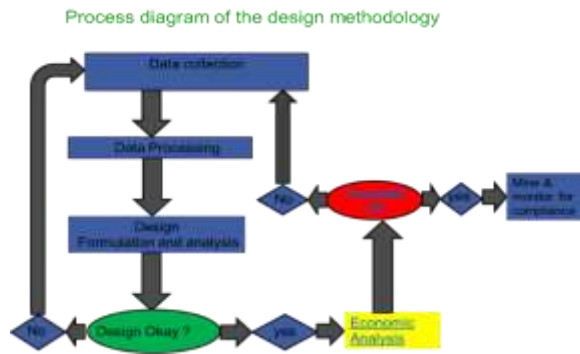 Process diagram of the design methodology
Data collection
Data Processing
Design
Formulation and analysis
Design Okay ?
No
yes
Economic
Analysis
No
yes
Mine &
monitor for
compliance